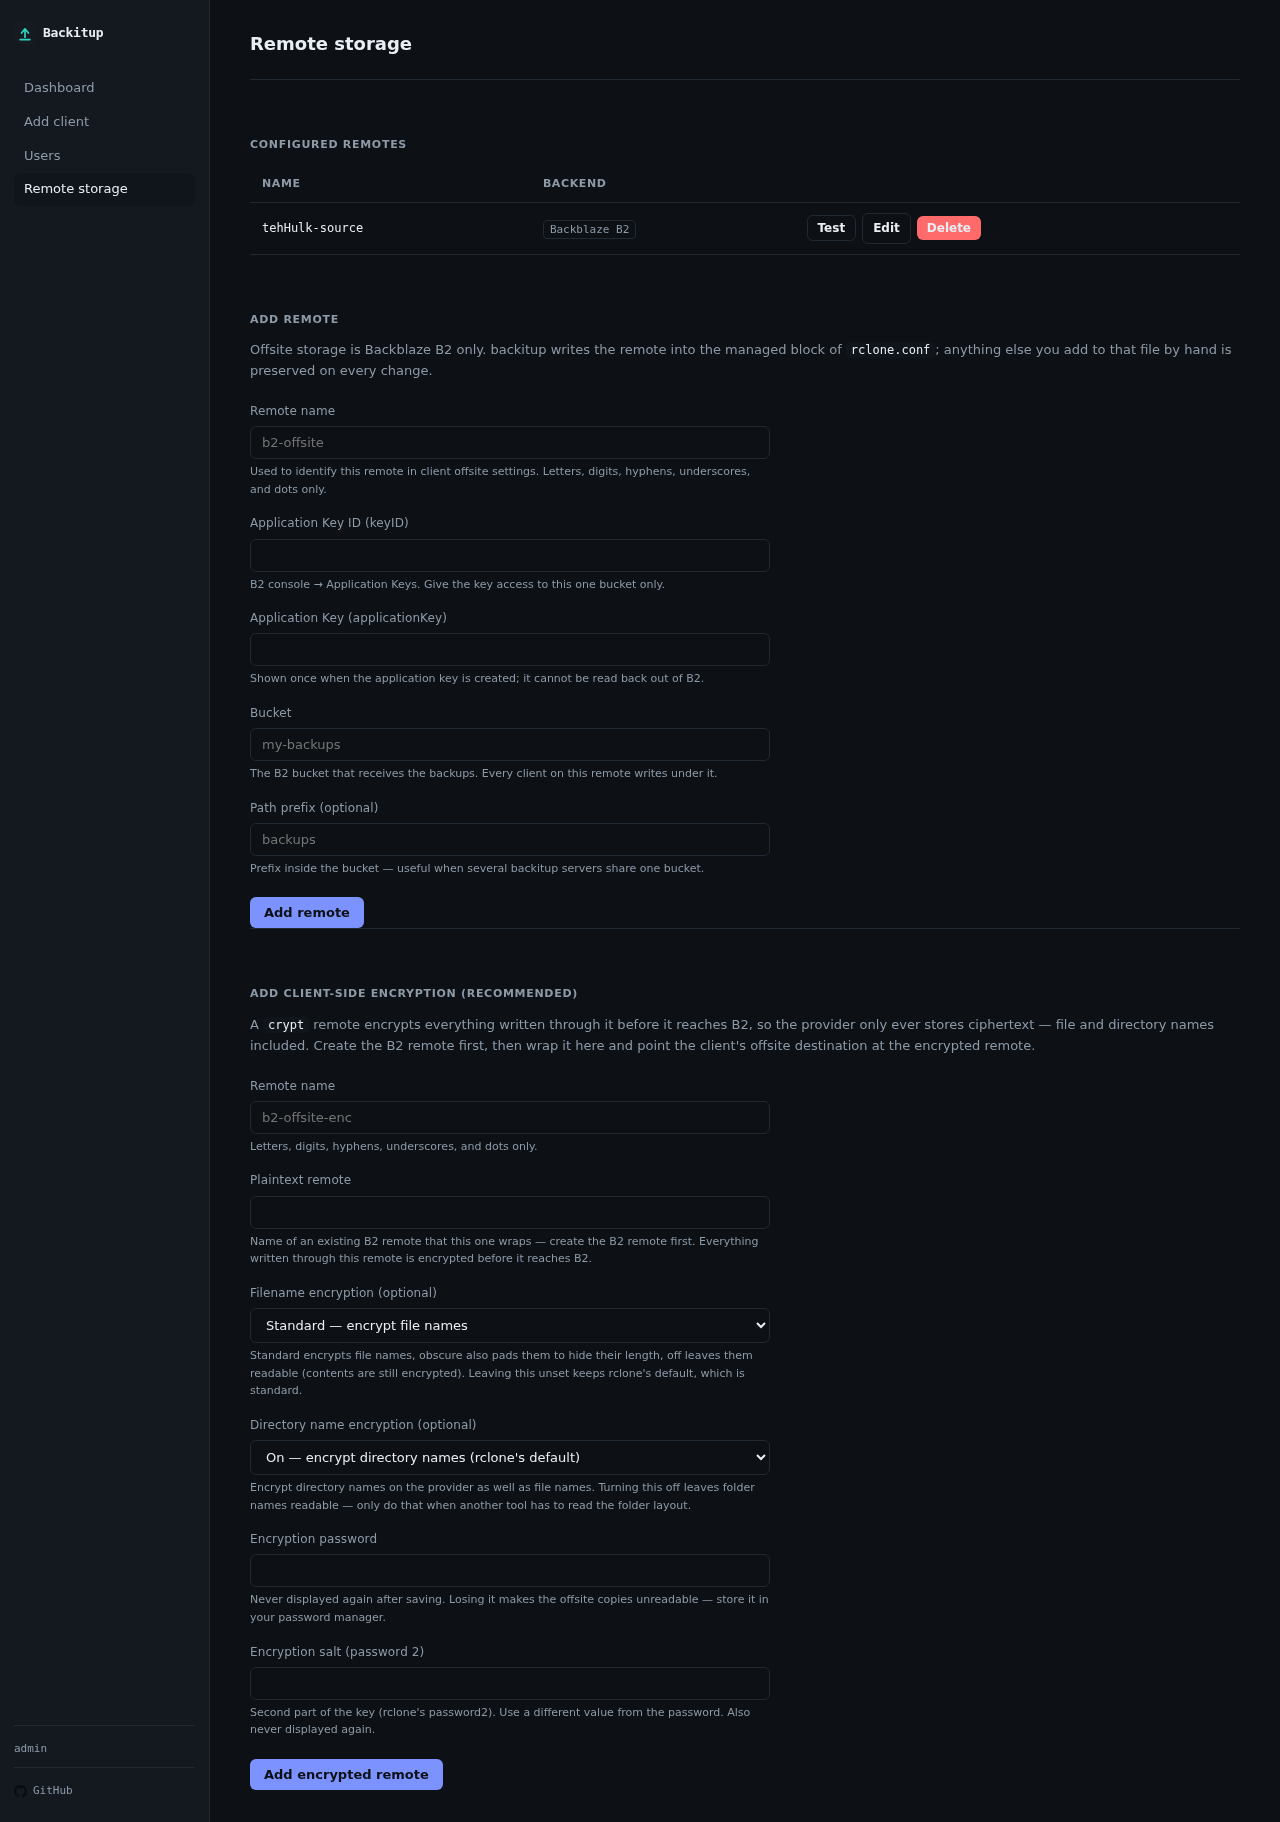 Backitup
Dashboard
Add client
Users
Remote storage
admin
GitHub
Remote storage
CONFIGURED REMOTES
NAME BACKEND
tehHulk-source Backblaze B2 Test Edit Delete
ADD REMOTE
Offsite storage is Backblaze B2 only. backitup writes the remote into the managed block of rclone.conf ; anything else you add to that file by hand is
preserved on every change.
Remote name
b2-offsite
Used to identify this remote in client offsite settings. Letters, digits, hyphens, underscores,
and dots only.
Application Key ID (keyID)
B2 console → Application Keys. Give the key access to this one bucket only.
Application Key (applicationKey)
Shown once when the application key is created; it cannot be read back out of B2.
Bucket
my-backups
The B2 bucket that receives the backups. Every client on this remote writes under it.
Path prefix (optional)
backups
Prefix inside the bucket — useful when several backitup servers share one bucket.
Add remote
ADD CLIENT-SIDE ENCRYPTION (RECOMMENDED)
A crypt remote encrypts everything written through it before it reaches B2, so the provider only ever stores ciphertext — file and directory names
included. Create the B2 remote first, then wrap it here and point the client's offsite destination at the encrypted remote.
Remote name
b2-offsite-enc
Letters, digits, hyphens, underscores, and dots only.
Plaintext remote
Name of an existing B2 remote that this one wraps — create the B2 remote first. Everything
written through this remote is encrypted before it reaches B2.
Filename encryption (optional)
Standard — encrypt file names
Standard encrypts file names, obscure also pads them to hide their length, off leaves them
readable (contents are still encrypted). Leaving this unset keeps rclone's default, which is
standard.
Directory name encryption (optional)
On — encrypt directory names (rclone's default)
Encrypt directory names on the provider as well as file names. Turning this off leaves folder
names readable — only do that when another tool has to read the folder layout.
Encryption password
Never displayed again after saving. Losing it makes the offsite copies unreadable — store it in
your password manager.
Encryption salt (password 2)
Second part of the key (rclone's password2). Use a different value from the password. Also
never displayed again.
Add encrypted remote